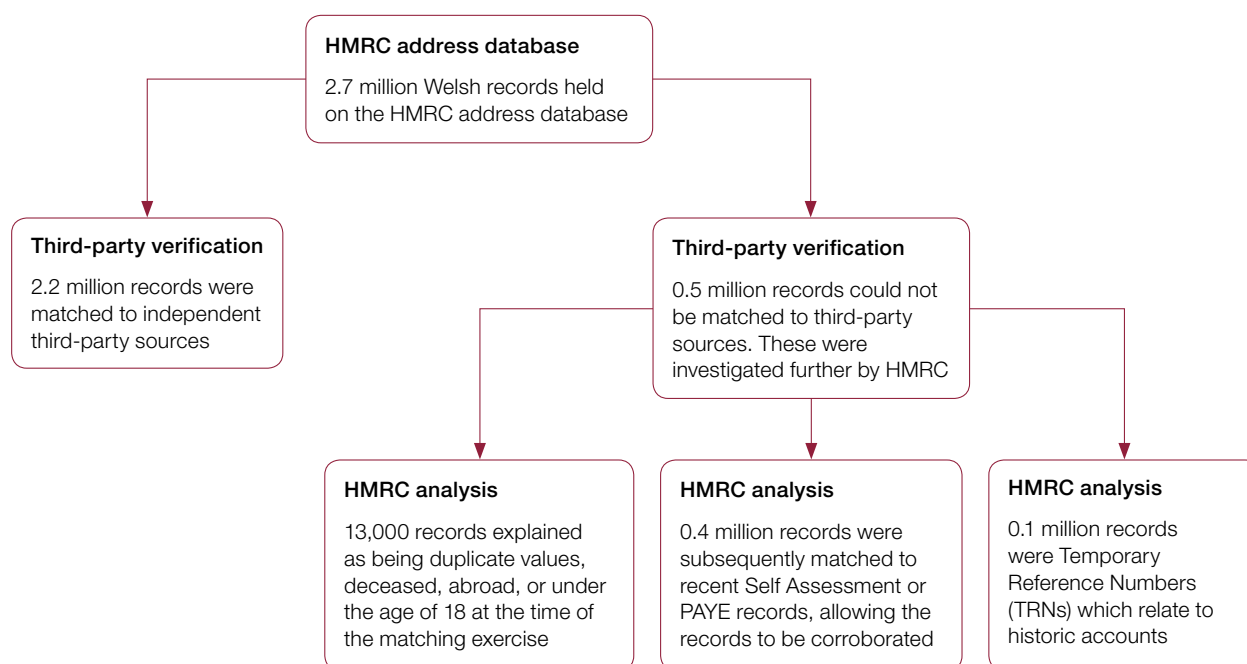 HMRC address database
2.7 million Welsh records held
on the HMRC address database
Third-party verification
2.2 million records were
matched to independent
third-party sources
Third-party verification
0.5 million records could not
be matched to third-party
sources. These were
investigated further by HMRC
HMRC analysis
13,000 records explained
as being duplicate values,
deceased, abroad, or under
the age of 18 at the time of
the matching exercise
HMRC analysis
0.4 million records were
subsequently matched to
recent Self Assessment or
PAYE records, allowing the
records to be corroborated
HMRC analysis
0.1 million records
were Temporary
Reference Numbers
(TRNs) which relate to
historic accounts